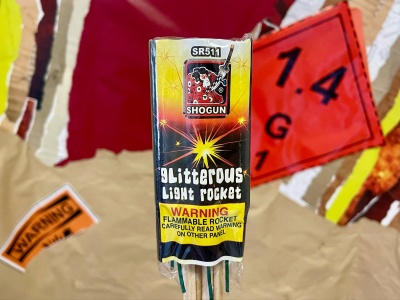 SR511
SHOGUN
glitterous
light rocket
WARNING
FLAMMABLE ROCKET
CAREFULLY READ WARNING
ON OTHER PANEL
1.4
G
1
WARNING